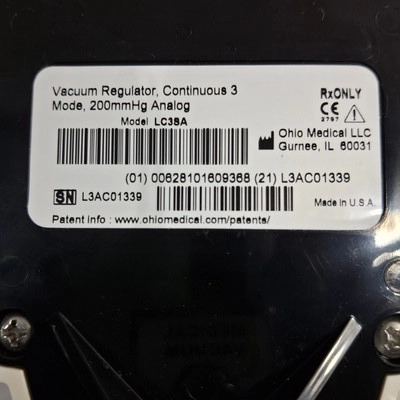 Vacuum Regulator, Continuous 3
Mode, 200mmHg Analog
RxONLY
CE
2797
Model LC3SA
Ohio Medical LLC
Gurnee, IL 60031
(01) 00628101609368 (21) L3AC01339
SN L3AC01339
Made in U.S.A.
Patent info : www.ohiomedical.com/patents/